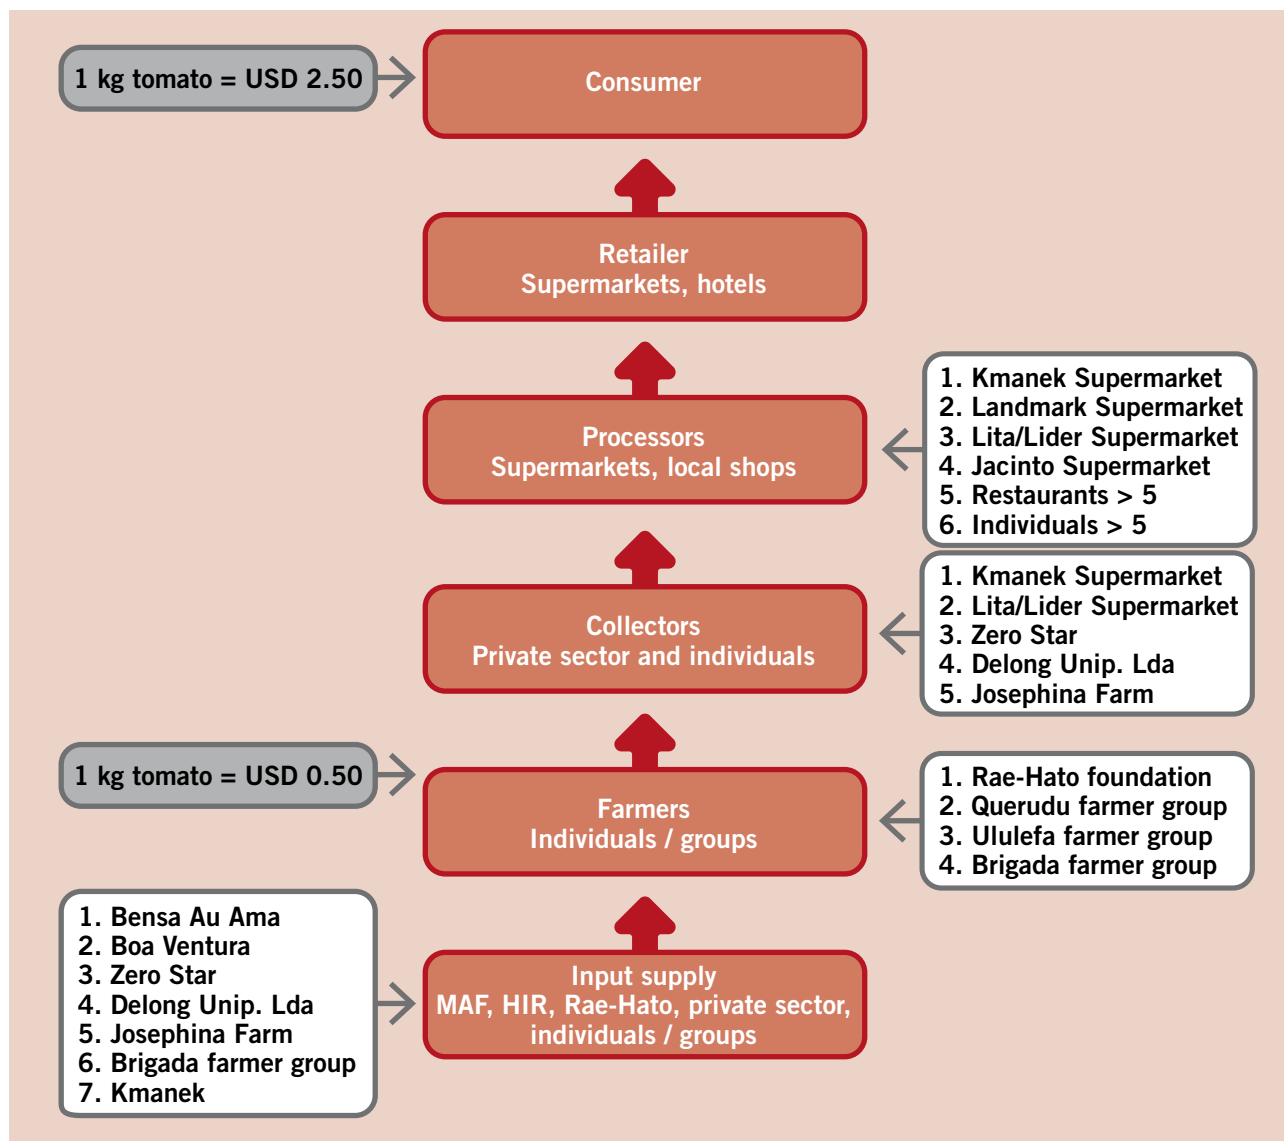 1 kg tomato = USD 2.50
Consumer
Retailer
Supermarkets, hotels
Processors
Supermarkets, local shops
1. Kmanek Supermarket
2. Landmark Supermarket
3. Lita/Lider Supermarket
4. Jacinto Supermarket
5. Restaurants > 5
6. Individuals > 5
Collectors
Private sector and individuals
1. Kmanek Supermarket
2. Lita/Lider Supermarket
3. Zero Star
4. Delong Unip. Lda
5. Josephina Farm
1 kg tomato = USD 0.50
Farmers
Individuals / groups
1. Rae-Hato foundation
2. Querudu farmer group
3. Ululefa farmer group
4. Brigada farmer group
1. Bensa Au Ama
2. Boa Ventura
3. Zero Star
4. Delong Unip. Lda
5. Josephina Farm
6. Brigada farmer group
7. Kmanek
Input supply
MAF, HIR, Rae-Hato, private sector,
individuals / groups